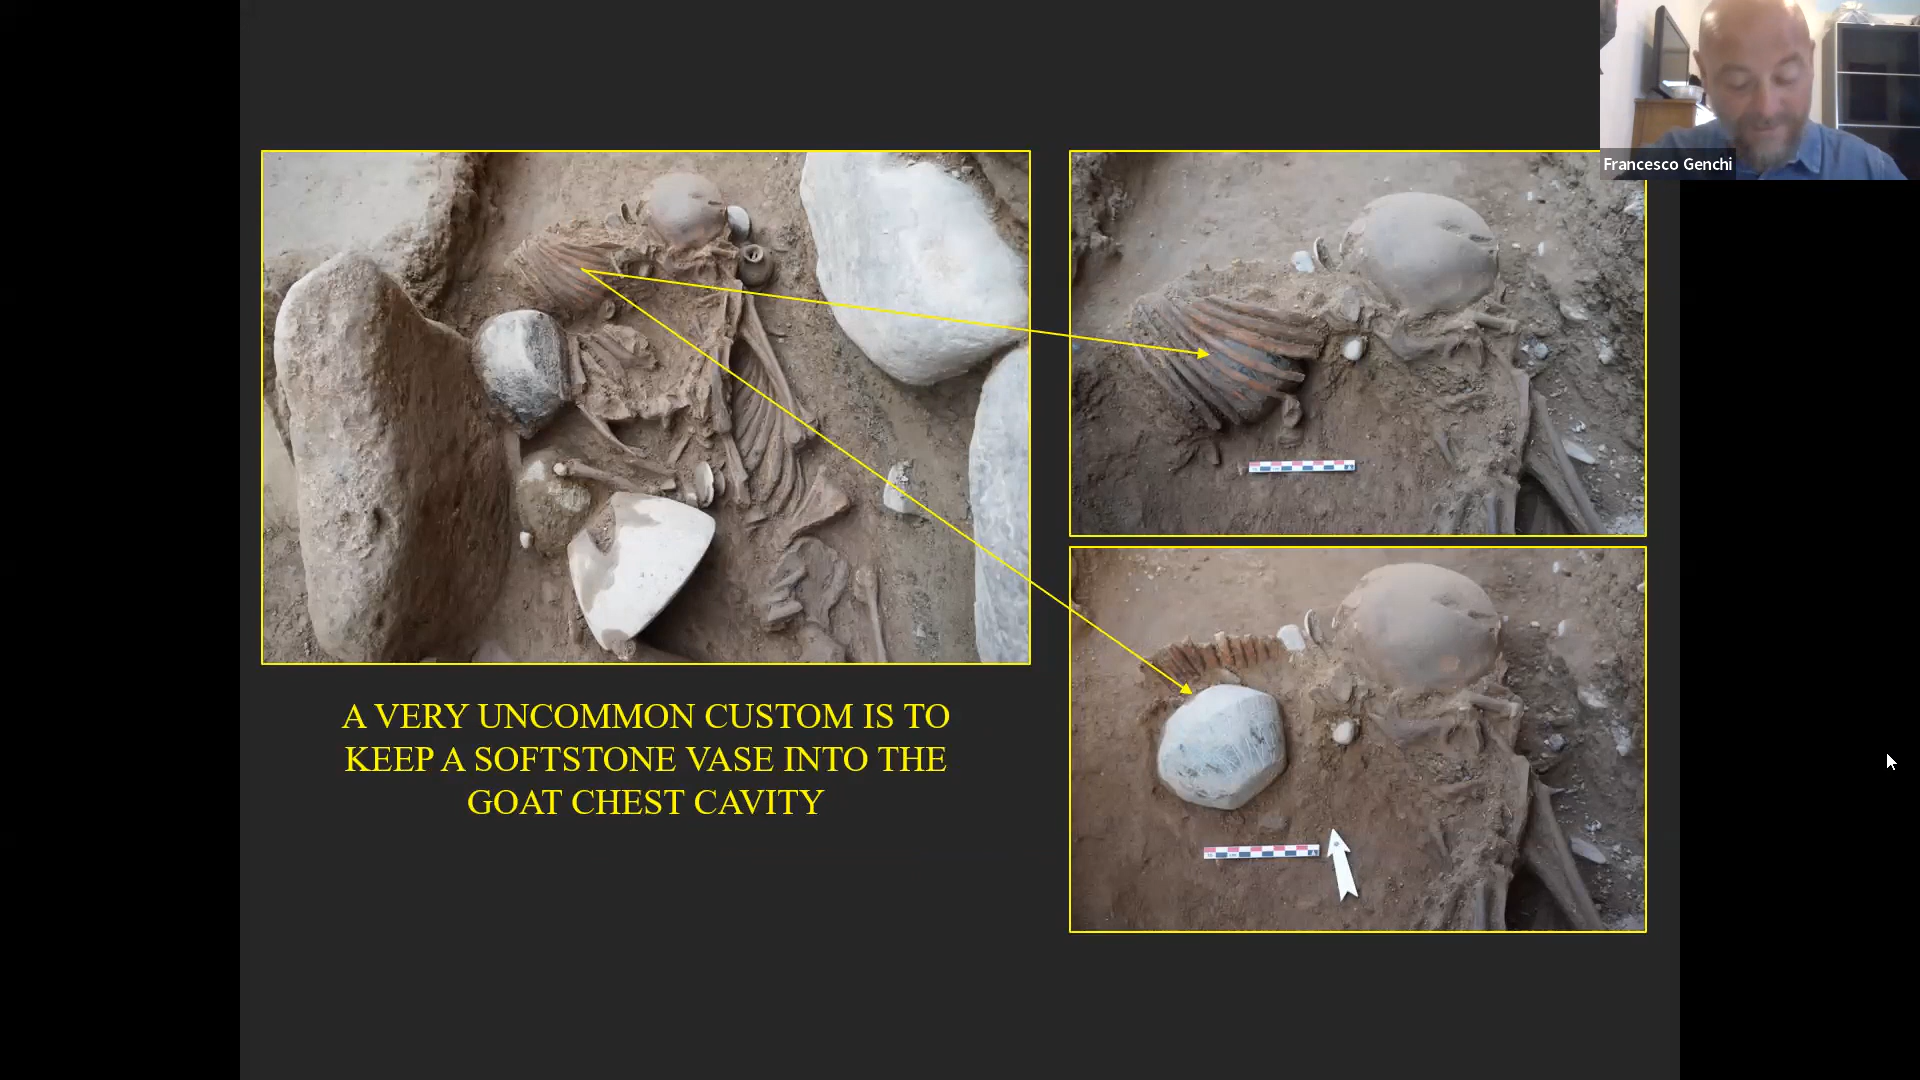 Francesco Genchi
A VERY UNCOMMON CUSTOM IS TO
KEEP A SOFTSTONE VASE INTO THE
GOAT CHEST CAVITY